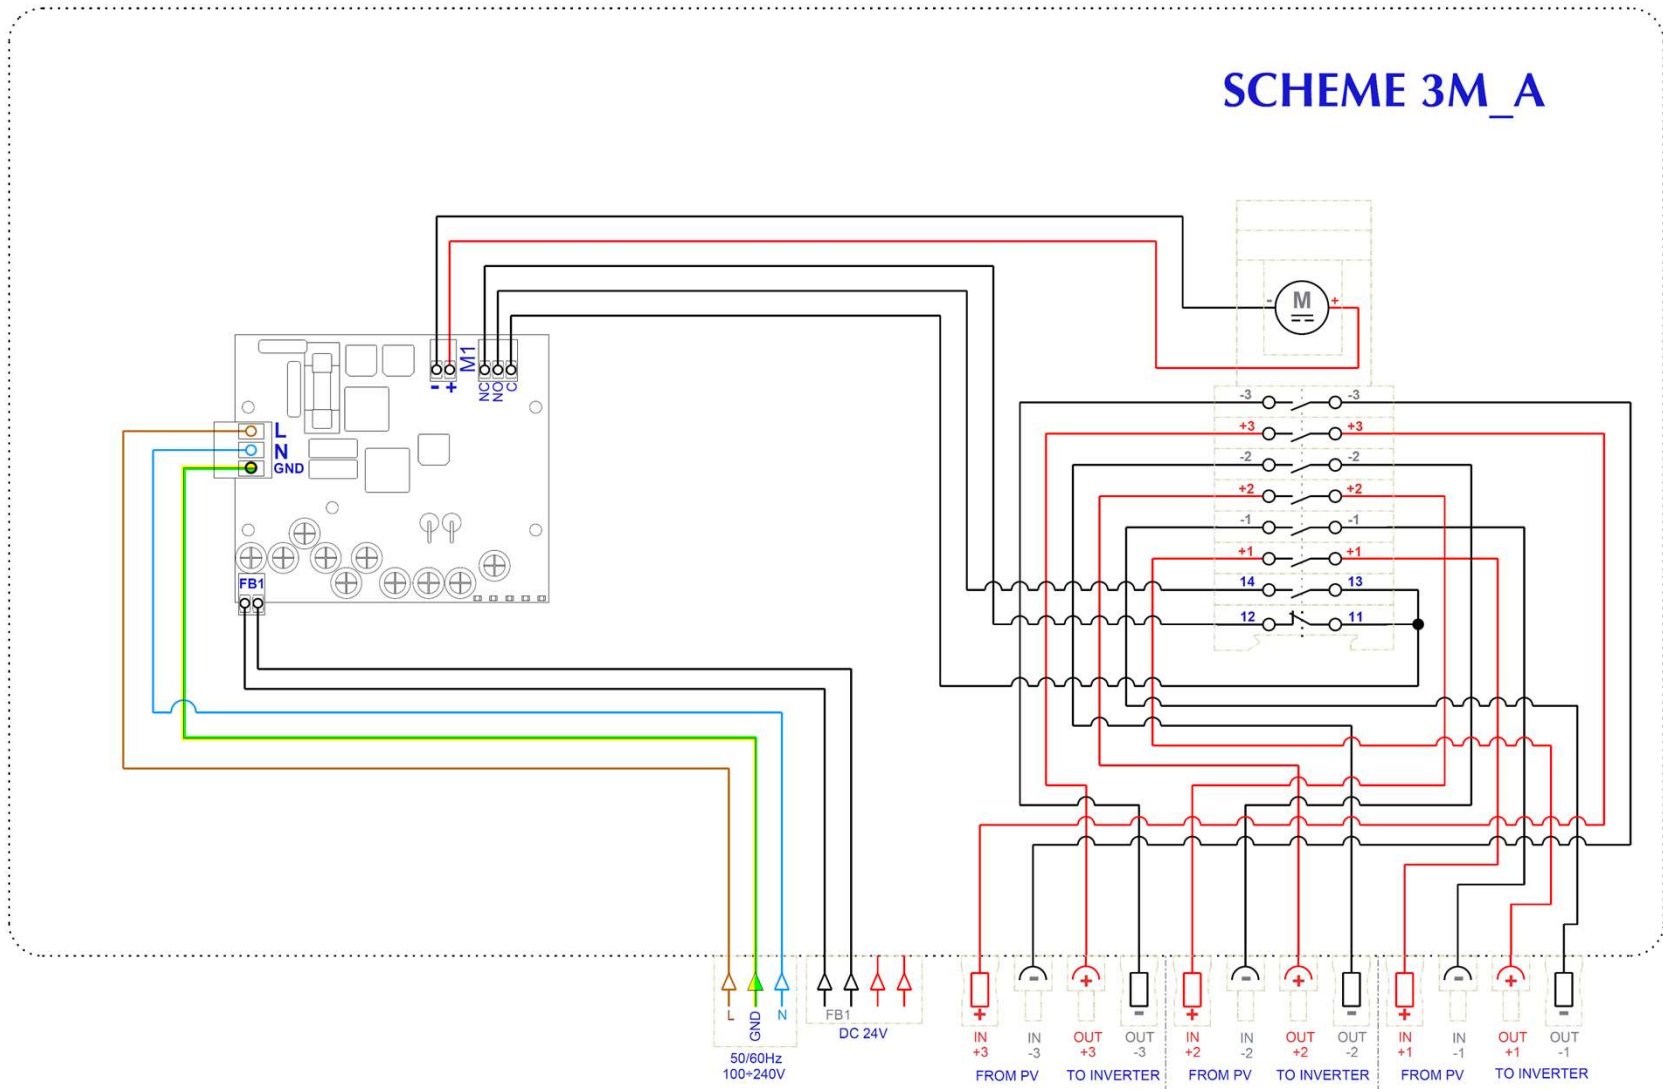 SCHEME 3M_A
- M +
M1
- +
NC NO C
L
N
GND
FB1
-3 -3
+3 +3
-2 -2
+2 +2
-1 -1
+1 +1
14 13
12 11
L GND N
50/60Hz
100÷240V
FB1
DC 24V
+ - + - + - + - + - + -
IN IN OUT OUT IN IN OUT OUT IN IN OUT OUT
+3 -3 +3 -3 +2 -2 +2 -2 +1 -1 +1 -1
FROM PV TO INVERTER FROM PV TO INVERTER FROM PV TO INVERTER